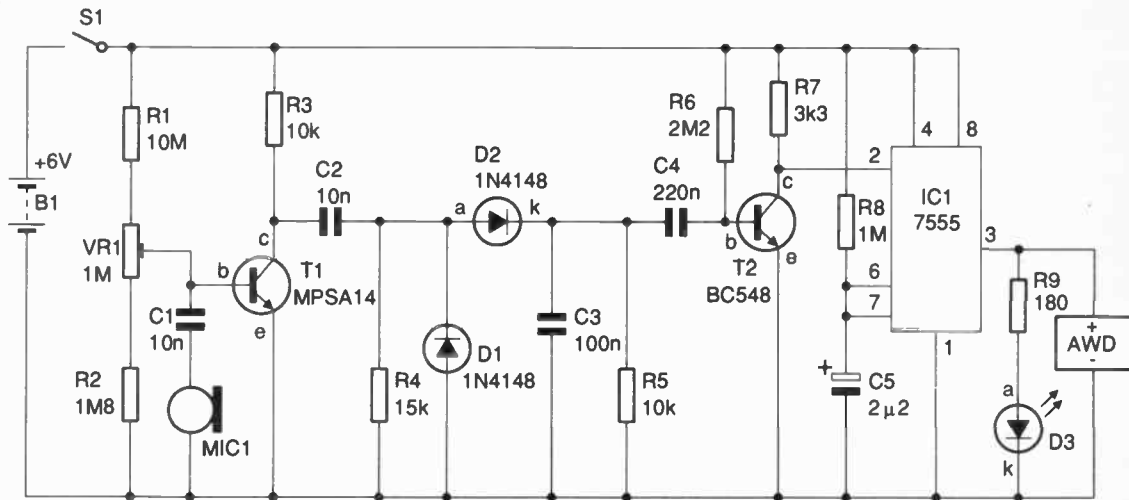 S1
R1
10M
R3
10k
+6V
B1
VR1
1M
R2
1M8
C1
10n
MIC1
b
c
e
T1
MPSA14
C2
10n
D2
1N4148
a
k
R4
15k
D1
1N4148
C3
100n
R5
10k
C4
220n
R6
2M2
R7
3k3
b
c
e
T2
BC548
R8
1M
C5
2µ2
+
2
4
8
6
7
1
3
IC1
7555
R9
180
a
k
D3
+
AWD
-